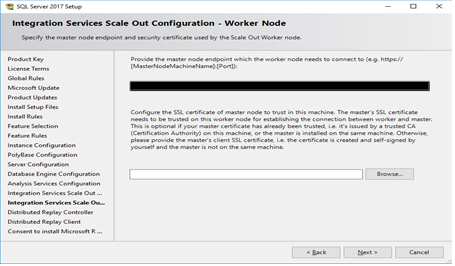 SQL Server 2017 Setup
Integration Services Scale Out Configuration - Worker Node
Specify the master node endpoint and security certificate used by the Scale Out Worker node.
Product Key
License Terms
Global Rules
Microsoft Update
Product Updates
Install Setup Files
Install Rules
Feature Selection
Feature Rules
Instance Configuration
PolyBase Configuration
Server Configuration
Database Engine Configuration
Analysis Services Configuration
Integration Services Scale Out ...
Integration Services Scale Ou...
Distributed Replay Controller
Distributed Replay Client
Consent to install Microsoft R ...
Provide the master node endpoint which the worker node needs to connect to (e.g. https://
[MasterNodeMachineName]:[Port]):
Configure the SSL certificate of master node to trust in this machine. The master's SSL certificate
needs to be trusted on this worker node for establishing the connection between worker and master.
This is optional if your master certificate has already been trusted, i.e. it's issued by a trusted CA
(Certification Authority) on this machine, or the master is installed on the same machine. Otherwise,
please provide the master's client SSL certificate, i.e. the certificate is created and self-signed by
yourself and the master is not on the same machine.
Browse...
< Back
Next >
Cancel